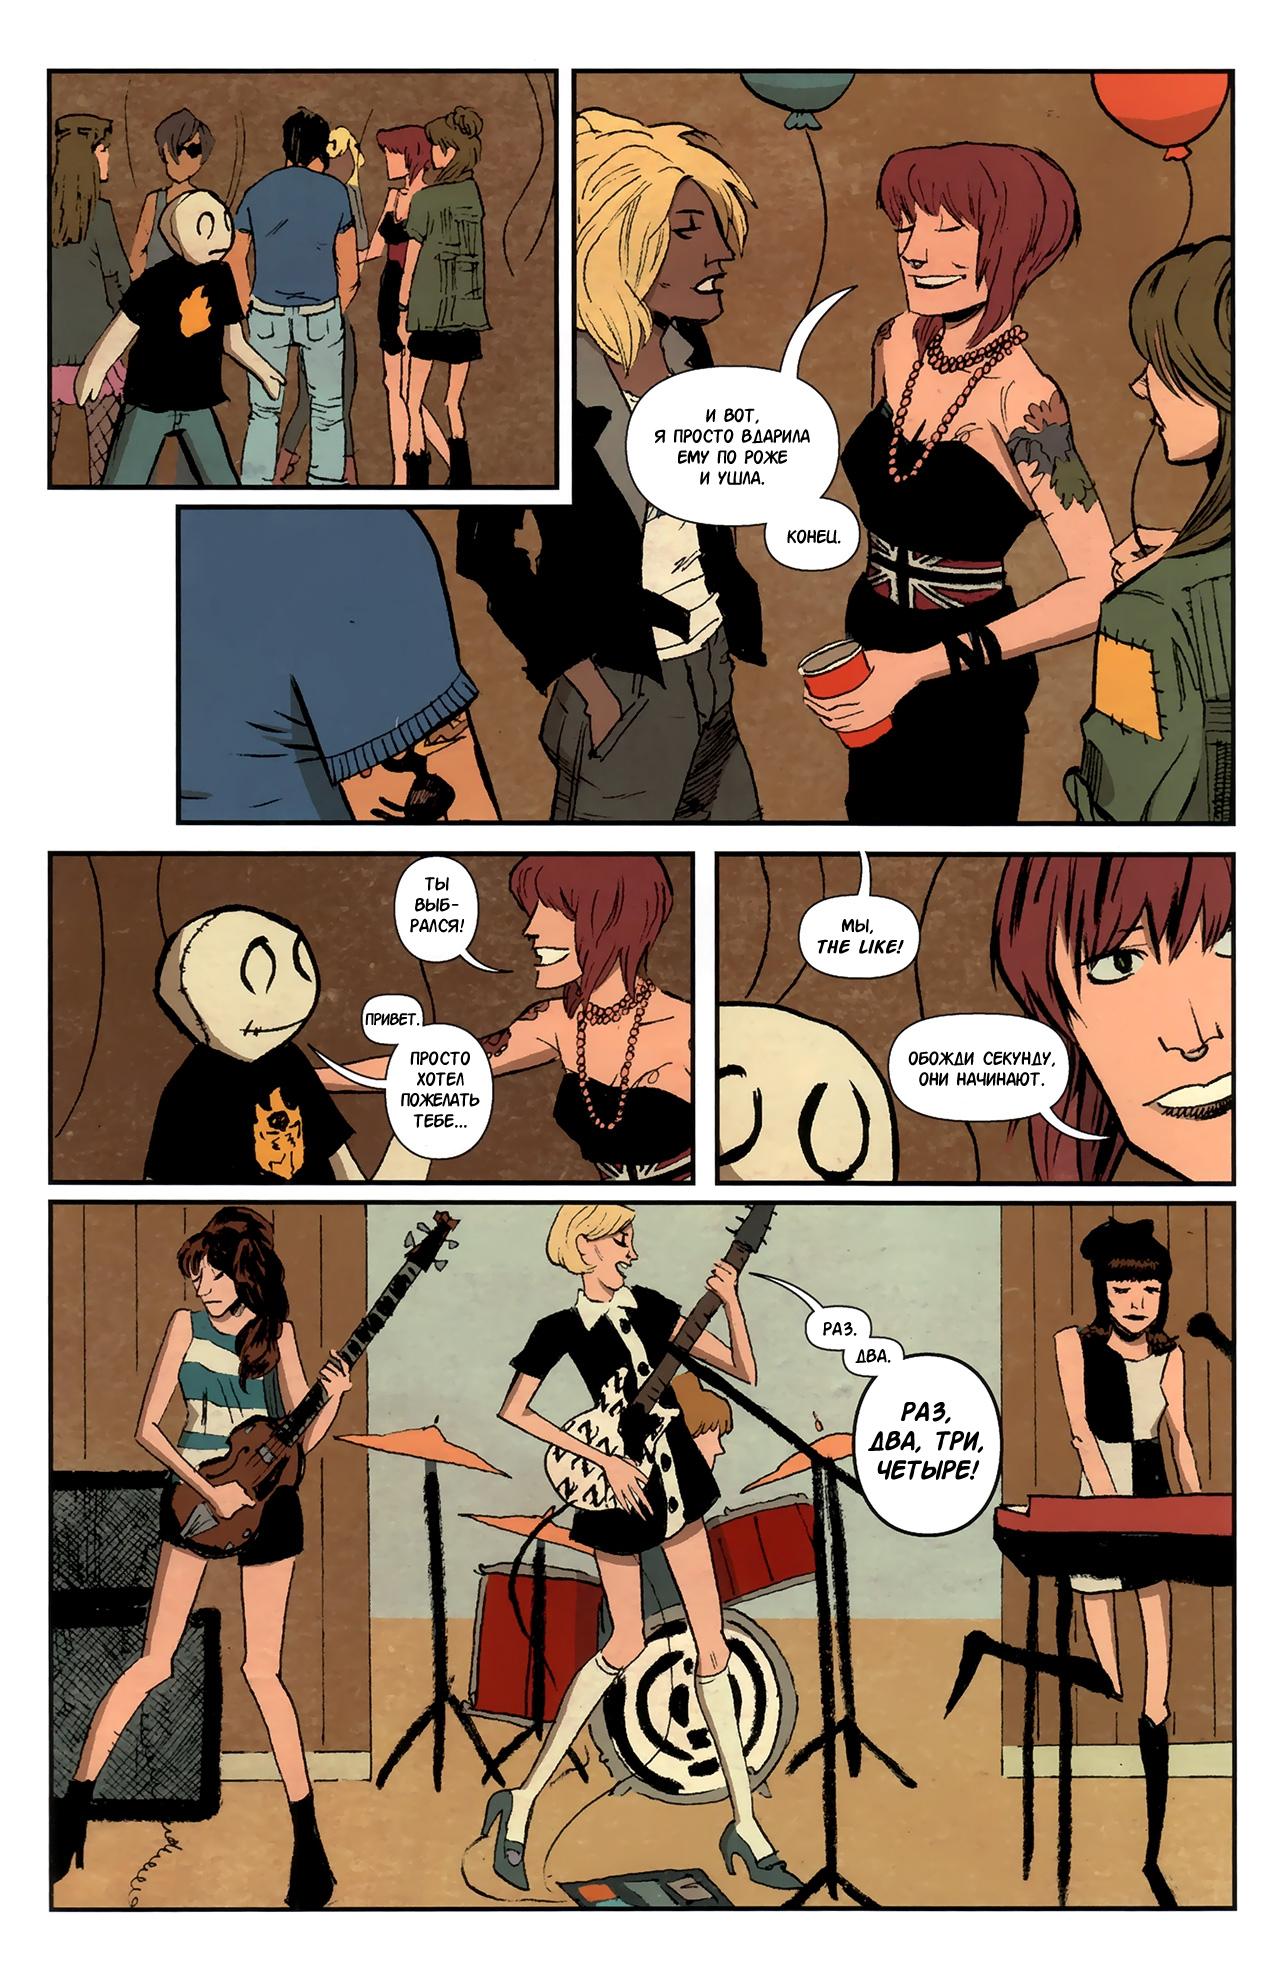 И ВОТ,
Я ПРОСТО ВДАРИЛА
ЕМУ ПО РОЖЕ
И УШЛА.
КОНЕЦ.
ТЫ
ВЫБ-
РАЛСЯ!
ПРИВЕТ.
ПРОСТО
ХОТЕЛ
ПОЖЕЛАТЬ
ТЕБЕ...
МЫ,
THE LIKE!
ОБОЖДИ СЕКУНДУ,
ОНИ НАЧИНАЮТ.
РАЗ.
ДВА.
РАЗ,
ДВА, ТРИ,
ЧЕТЫРЕ!